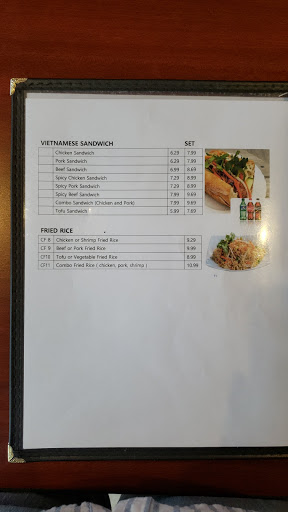 VIETNAMESE SANDWICH SET
Chicken Sandwich 6.29 7.99
Pork Sandwich 6.29 7.99
Beef Sandwich 6.99 8.69
Spicy Chicken Sandwich 7.29 8.99
Spicy Pork Sandwich 7.29 8.99
Spicy Beef Sandwich 7.99 9.69
Combo Sandwich (Chicken and Pork) 7.99 9.69
Tofu Sandwich 5.99 7.69
FRIED RICE
CF 8 Chicken or Shrimp Fried Rice 9.29
CF 9 Beef or Pork Fried Rice 9.99
CF10 Tofu or Vegetable Fried Rice 8.99
CF11 Combo Fried Rice ( chicken, pork, shrimp ) 10.99